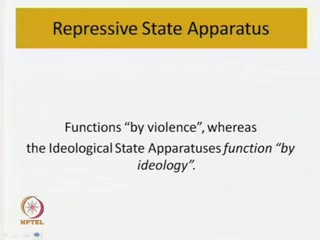 Repressive State Apparatus
Functions “by violence”, whereas
the Ideological State Apparatuses function “by
ideology”.
NPTEL